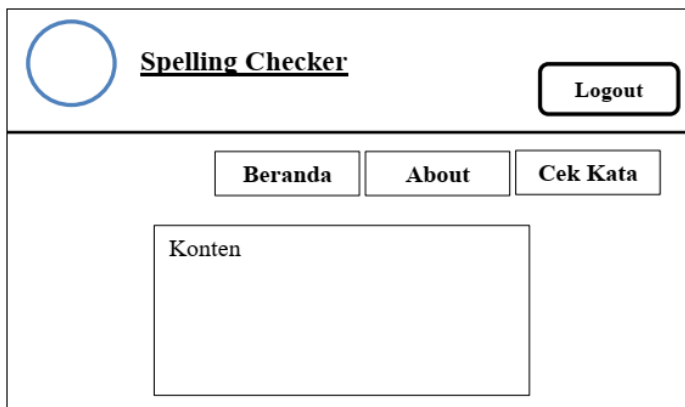 Spelling Checker
Logout
Beranda
About
Cek Kata
Konten